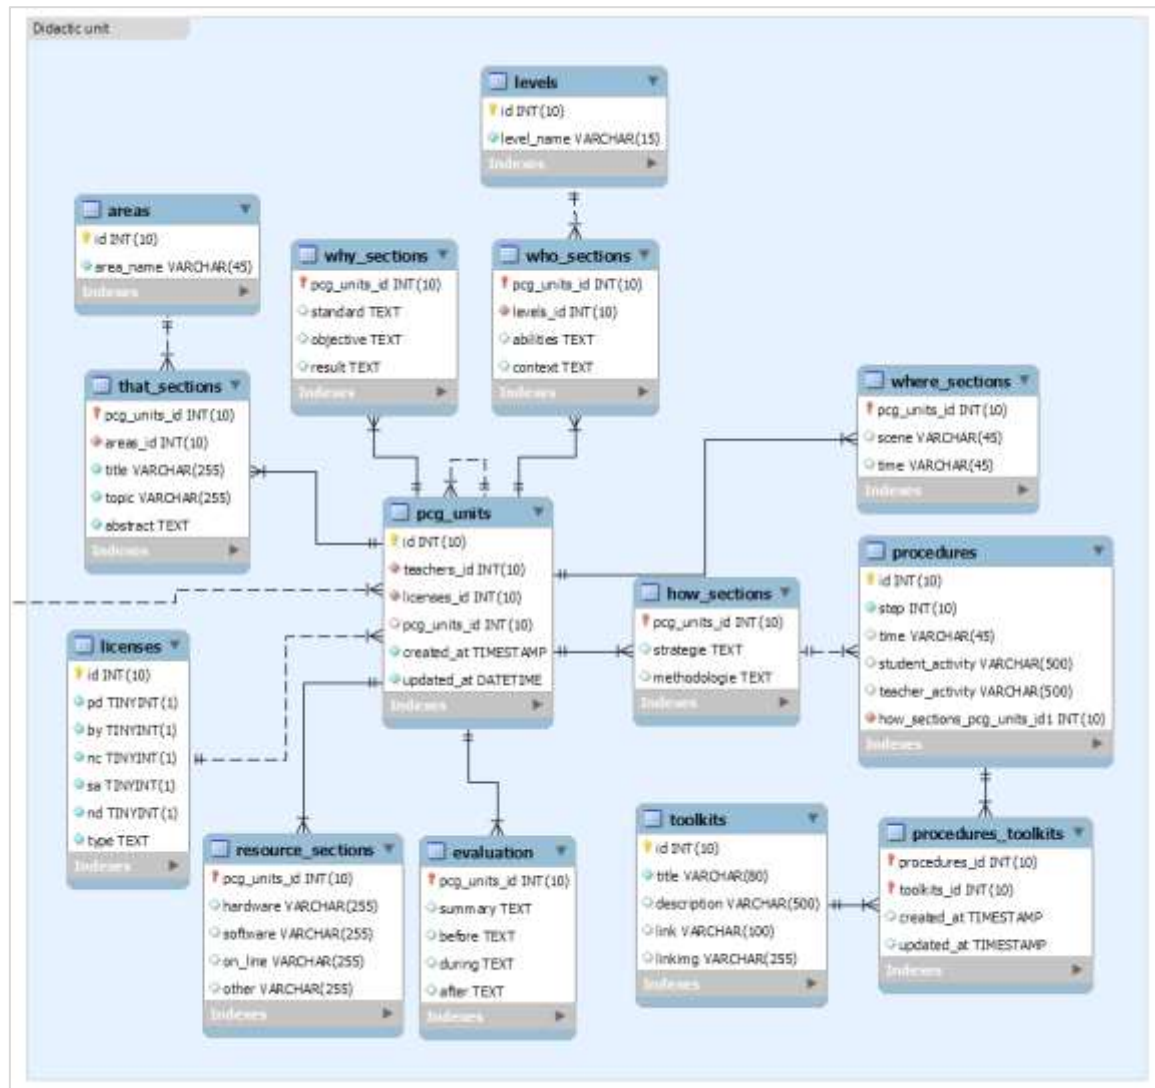 Didactic unit
levels
id INT(10)
level_name VARCHAR(15)
Indexes
areas
id INT(10)
area_name VARCHAR(45)
Indexes
why_sections
pcg_units_id INT(10)
standard TEXT
objective TEXT
result TEXT
Indexes
who_sections
pcg_units_id INT(10)
levels_id INT(10)
abilities TEXT
context TEXT
Indexes
that_sections
pcg_units_id INT(10)
areas_id INT(10)
title VARCHAR(255)
topic VARCHAR(255)
abstract TEXT
Indexes
where_sections
pcg_units_id INT(10)
scene VARCHAR(45)
time VARCHAR(45)
Indexes
pcg_units
id INT(10)
teachers_id INT(10)
licenses_id INT(10)
pcg_units_id INT(10)
created_at TIMESTAMP
updated_at DATETIME
Indexes
how_sections
pcg_units_id INT(10)
strategie TEXT
methodologie TEXT
Indexes
procedures
id INT(10)
step INT(10)
time VARCHAR(45)
student_activity VARCHAR(500)
teacher_activity VARCHAR(500)
how_sections_pcg_units_id1 INT(10)
Indexes
licenses
id INT(10)
pd TINYINT(1)
by TINYINT(1)
nc TINYINT(1)
sa TINYINT(1)
nd TINYINT(1)
type TEXT
Indexes
resource_sections
pcg_units_id INT(10)
hardware VARCHAR(255)
software VARCHAR(255)
on_line VARCHAR(255)
other VARCHAR(255)
Indexes
evaluation
pcg_units_id INT(10)
summary TEXT
before TEXT
during TEXT
after TEXT
Indexes
toolkits
id INT(10)
title VARCHAR(80)
description VARCHAR(500)
link VARCHAR(100)
linkimg VARCHAR(255)
Indexes
procedures_toolkits
procedures_id INT(10)
toolkits_id INT(10)
created_at TIMESTAMP
updated_at TIMESTAMP
Indexes